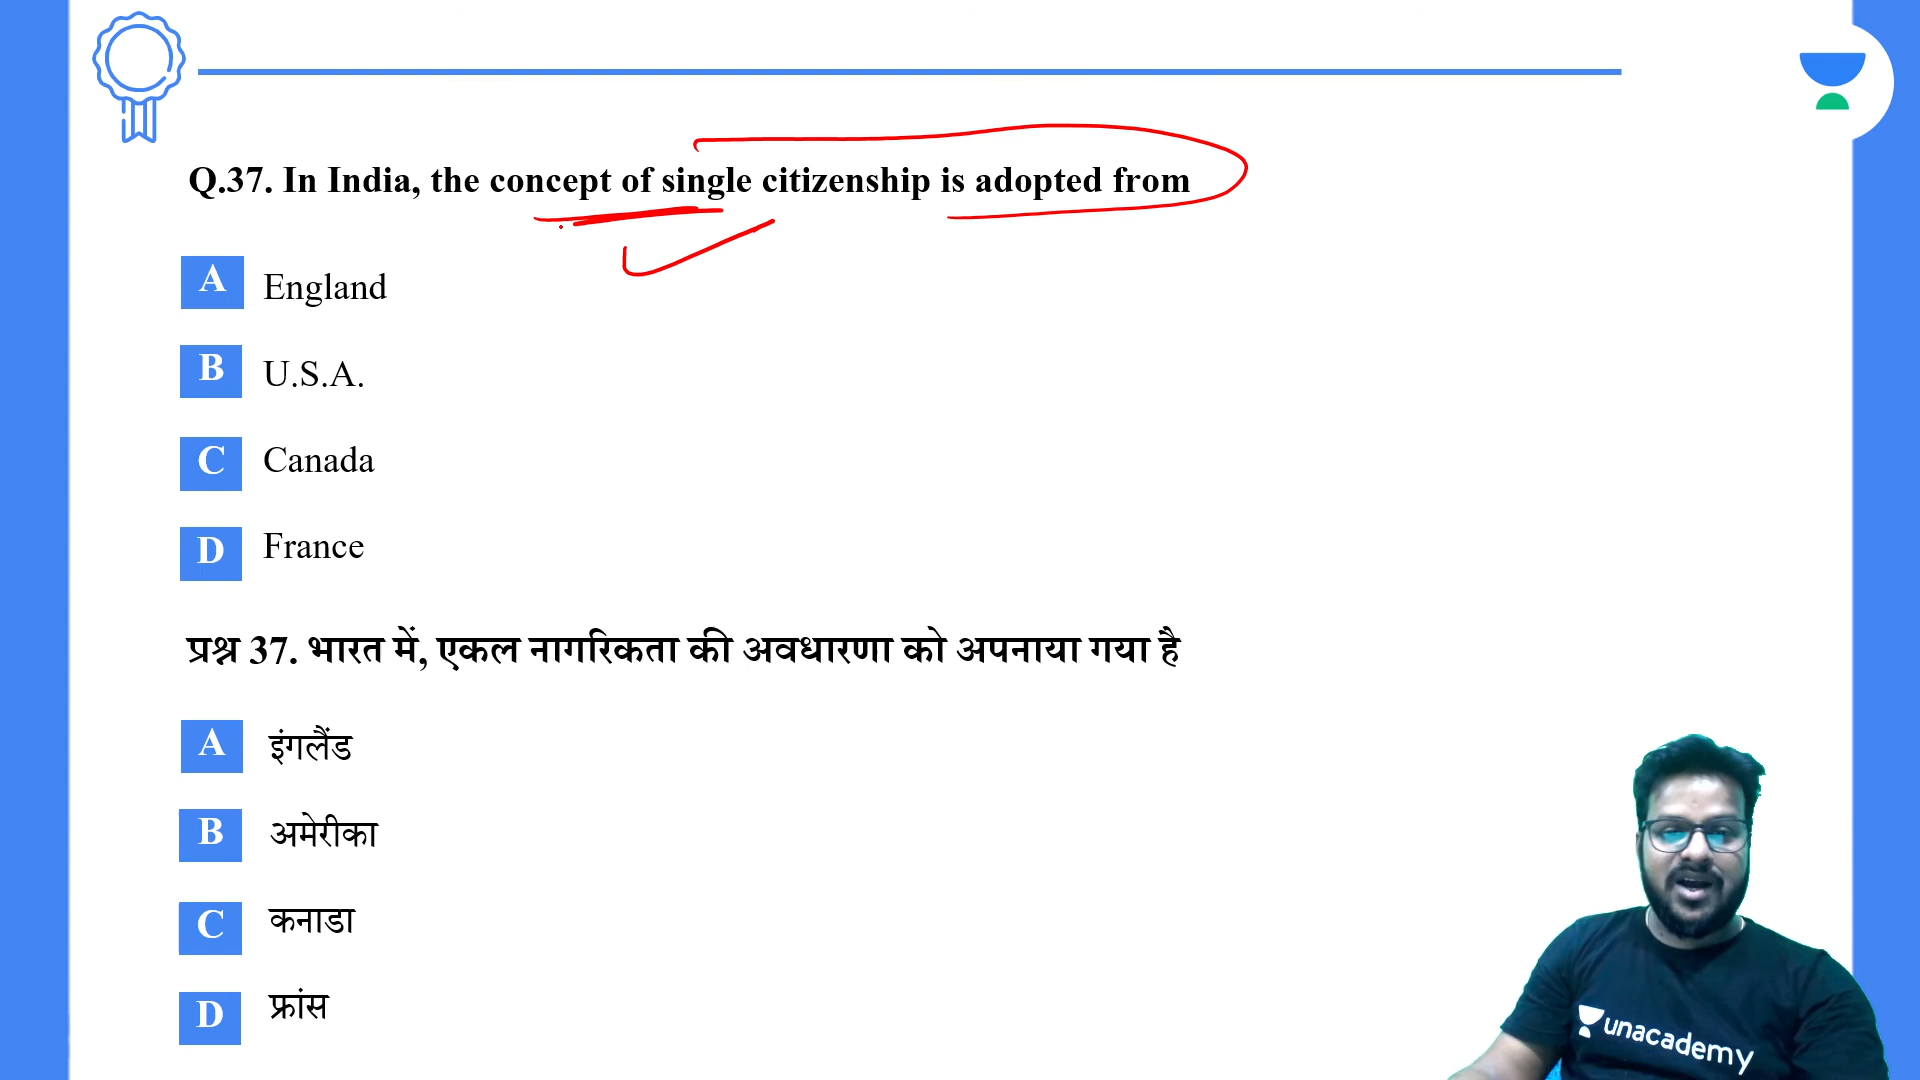 Q.37. In India, the concept of single citizenship is adopted from
A England
B U.S.A.
C Canada
D France
प्रश्न 37. भारत में, एकल नागरिकता की अवधारणा को अपनाया गया है
A इंगलैंड
B अमेरीका
C कनाडा
D फ्रांस
unacademy